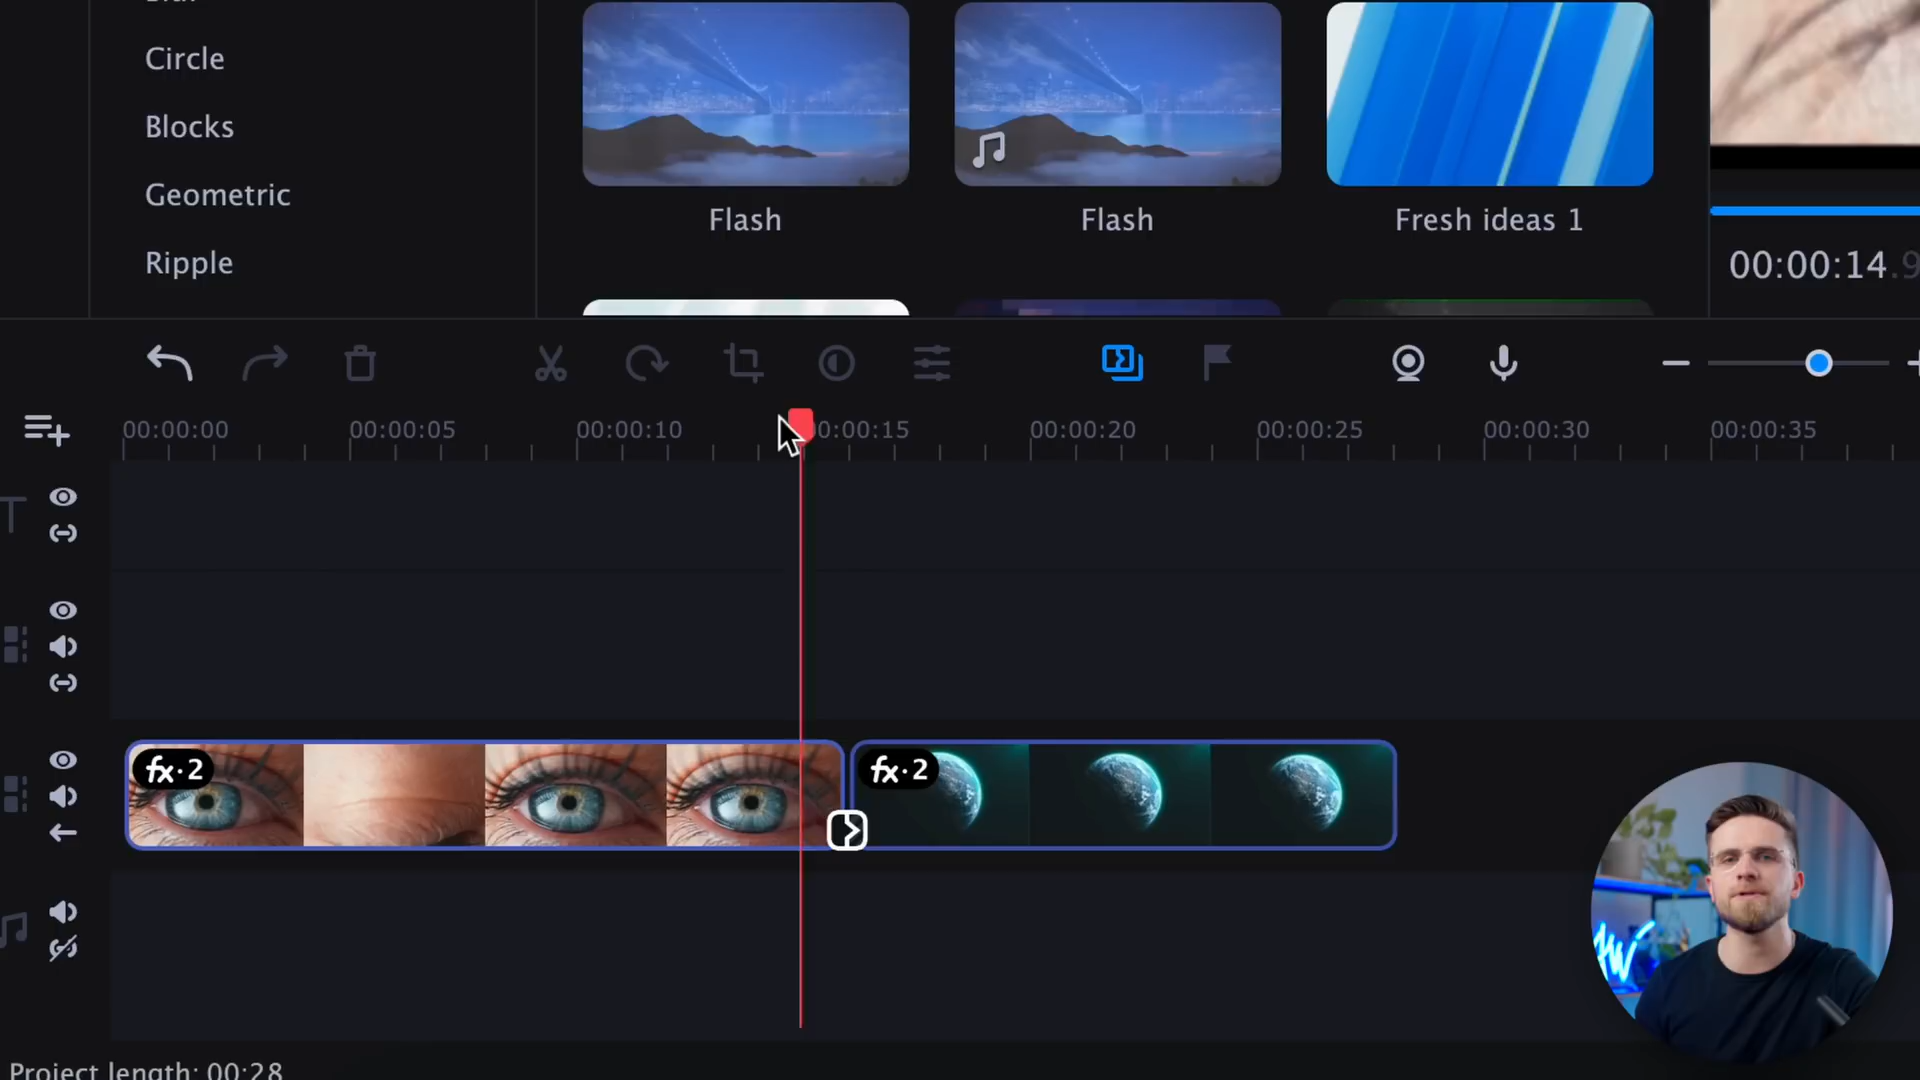 Circle
Blocks
Geometric
Ripple
Flash
Flash
Fresh ideas 1
00:00:14.9
00:00:00
00:00:05
00:00:10
00:00:15
00:00:20
00:00:25
00:00:30
00:00:35
T
fx·2
fx·2
Project length: 00:28